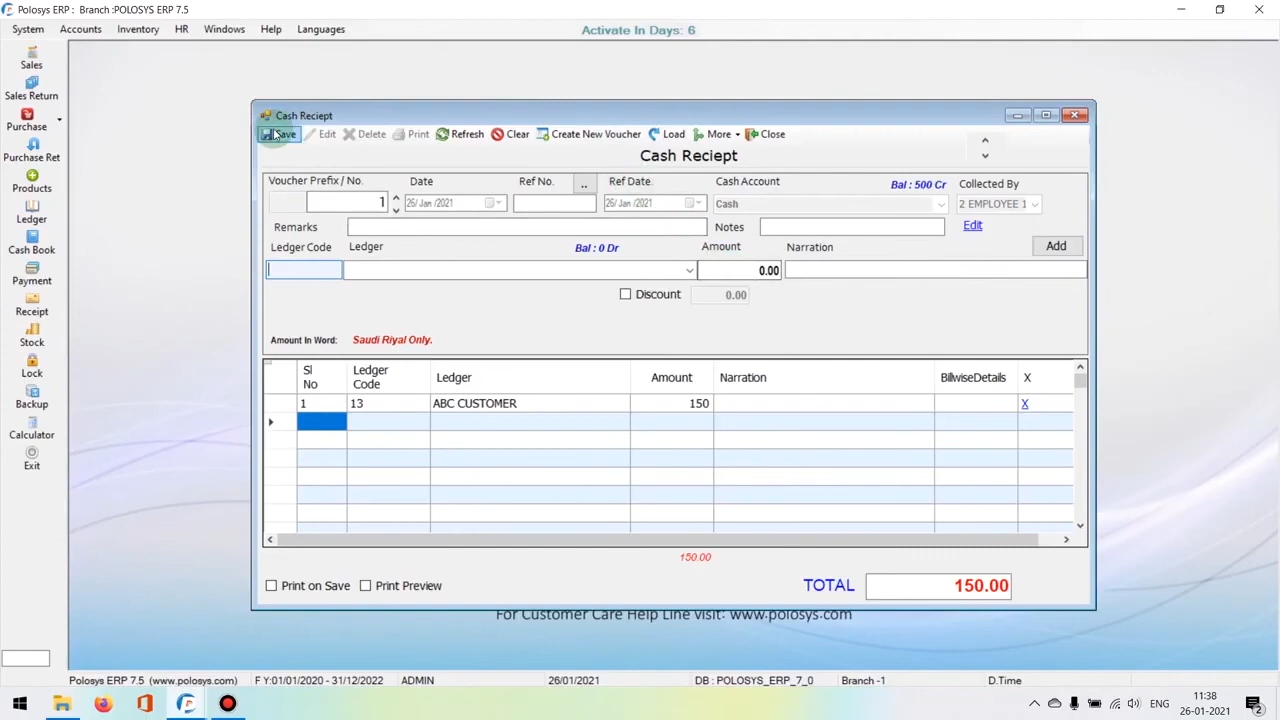 Polosys ERP : Branch :POLOSYS ERP 7.5
System Accounts Inventory HR Windows Help Languages
Activate In Days: 6
Sales
Sales Return
Purchase
Purchase Ret
Products
Ledger
Cash Book
Payment
Receipt
Stock
Lock
Backup
Calculator
Exit
Cash Reciept
Save Edit Delete Print Refresh Clear Create New Voucher Load More Close
Cash Reciept
Voucher Prefix / No. Date Ref No. .. Ref Date. Cash Account Bal : 500 Cr Collected By
1 26/ Jan /2021 26/ Jan /2021 Cash 2 EMPLOYEE 1
Remarks Notes Edit
Ledger Code Ledger Bal : 0 Dr Amount Narration Add
0.00
Discount 0.00
Amount In Word: Saudi Riyal Only.
Sl No Ledger Code Ledger Amount Narration BillwiseDetails X
1 13 ABC CUSTOMER 150 X
150.00
Print on Save Print Preview TOTAL 150.00
For Customer Care Help Line visit: www.polosys.com
Polosys ERP 7.5 (www.polosys.com) F Y:01/01/2020 - 31/12/2022 ADMIN 26/01/2021 DB : POLOSYS_ERP_7_0 Branch -1 D.Time
ENG 11:38
26-01-2021 2